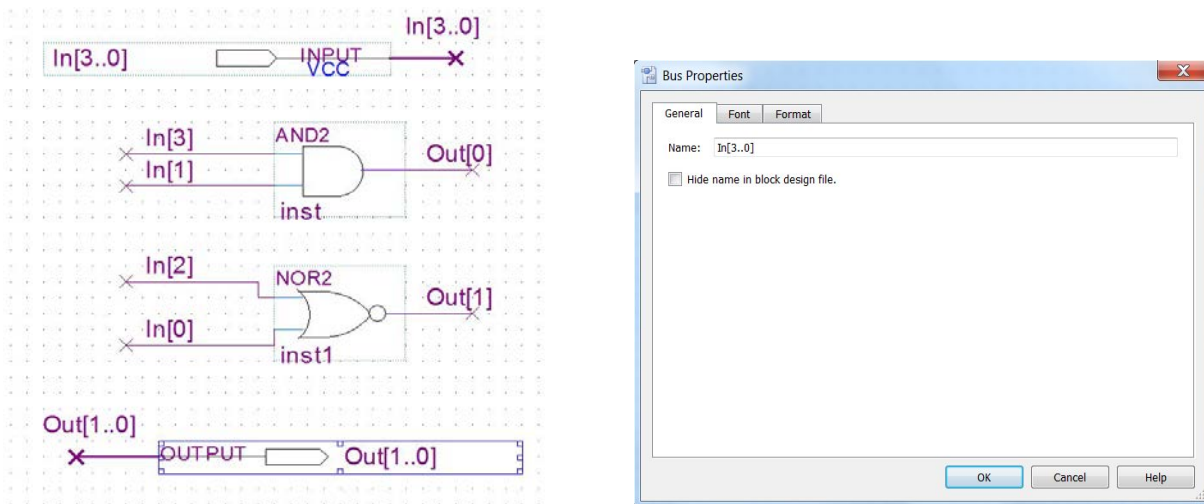 In[3..0]
In[3..0] INPUT
VCC
In[3] AND2
In[1] Out[0]
inst
In[2] NOR2
Out[1]
In[0]
inst1
Out[1..0]
OUTPUT Out[1..0]
Bus Properties
General Font Format
Name: In[3..0]
Hide name in block design file.
OK Cancel Help